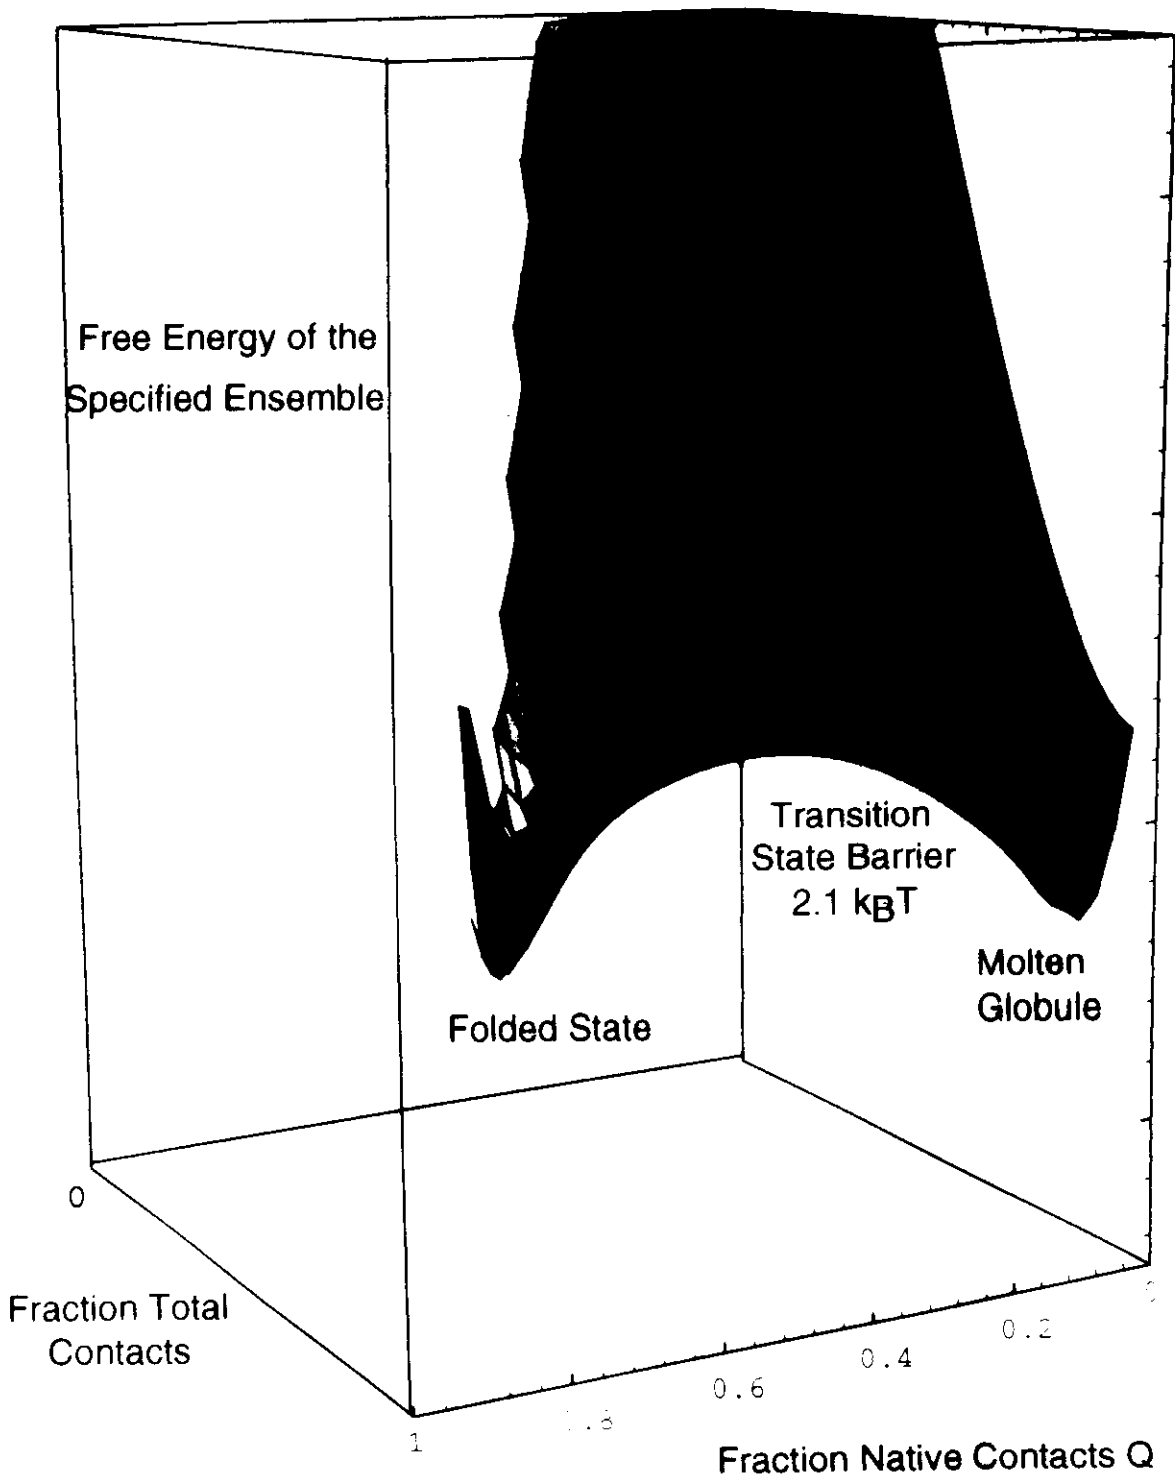 Free Energy of the
Specified Ensemble
Transition
State Barrier
2.1 kBT
Molten
Globule
Folded State
0
Fraction Total
Contacts
0.2
0.4
0.6
1
Fraction Native Contacts Q